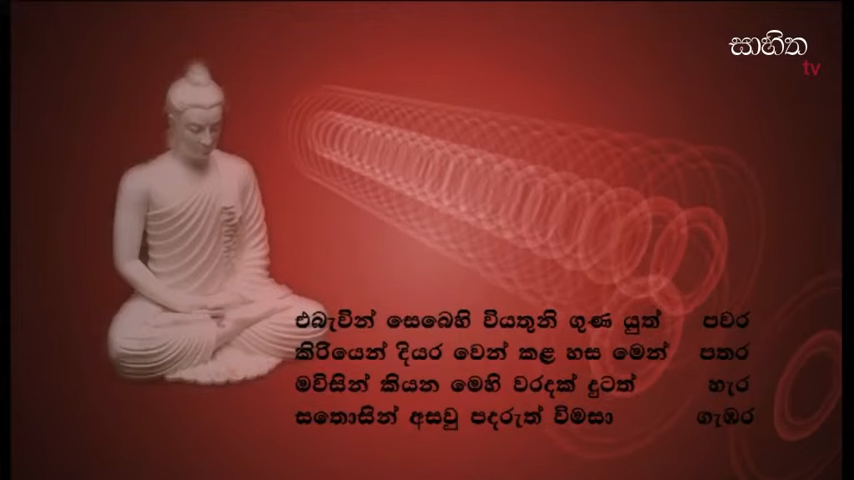 සාහිත
tv
එබැවින් සෙබෙහි වියතුනි ගුණ යුත් පවර
කිරියෙන් දියර වෙන් කළ හස මෙන් පතර
මවිසින් කියන මෙහි වරදක් දුටත් හැර
සතොසින් අසවු පදරුත් විමසා ගැඹර